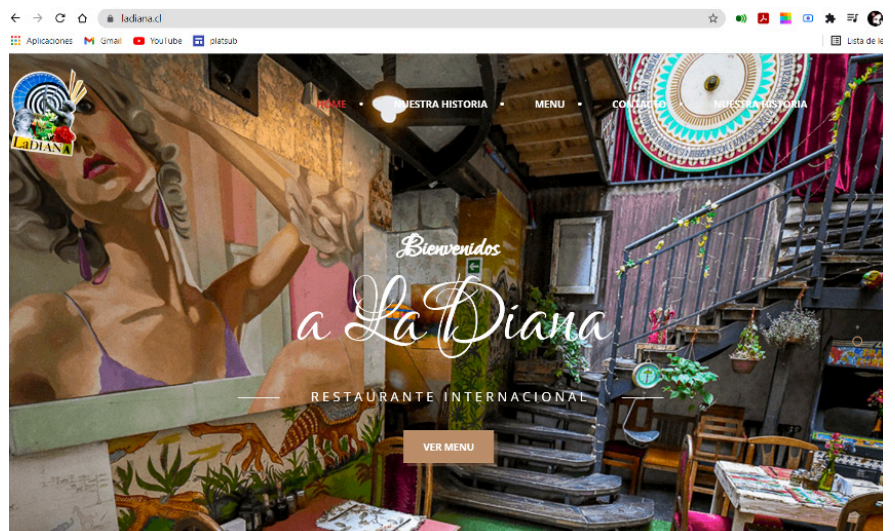 ladiana.cl
Aplicaciones Gmail YouTube platsub Lista de le
LaDIANA
HOME • NUESTRA HISTORIA • MENU • CONTACTO • NUESTRA HISTORIA
Bienvenidos
a La Diana
RESTAURANTE INTERNACIONAL
VER MENU